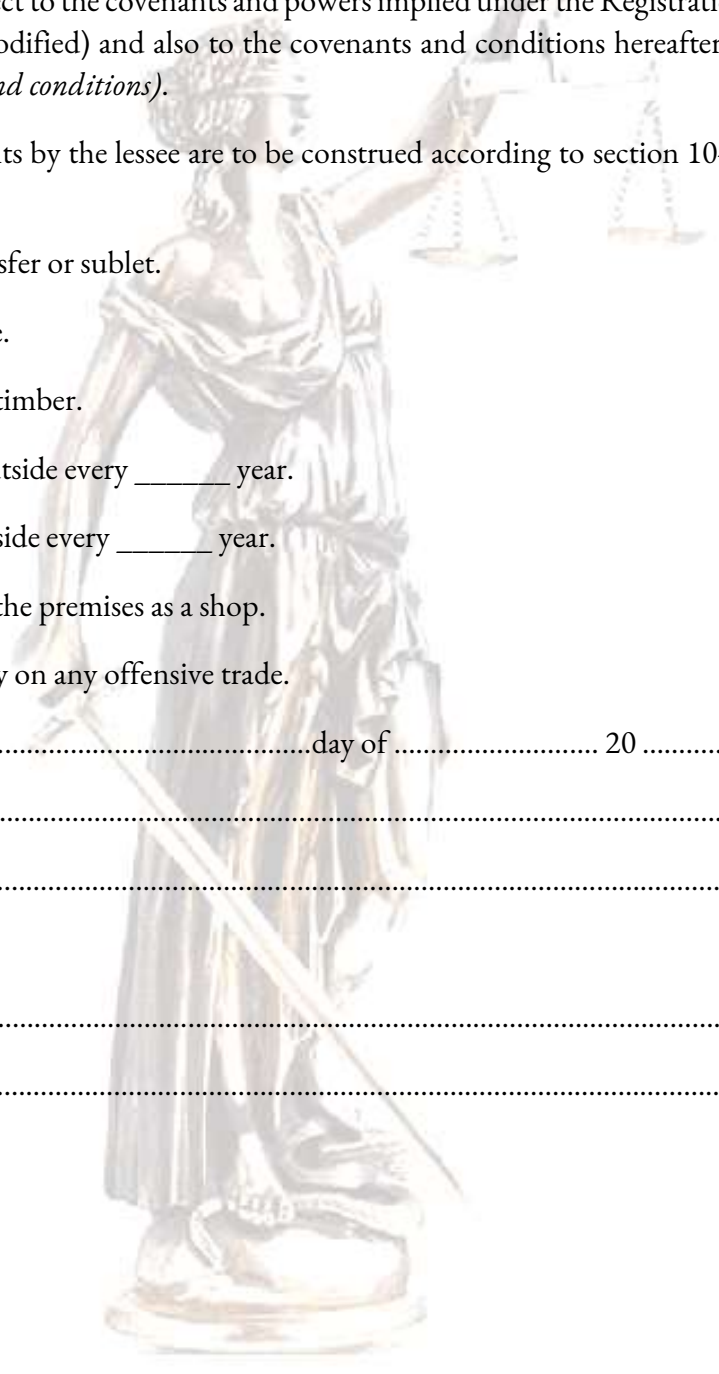 ect to the covenants and powers implied under the Registrati
odified) and also to the covenants and conditions hereafter
nd conditions).
ts by the lessee are to be construed according to section 10
sfer or sublet.
e.
timber.
tside every ______ year.
side every ______ year.
the premises as a shop.
y on any offensive trade.
........................................day of .......................... 20 ..........